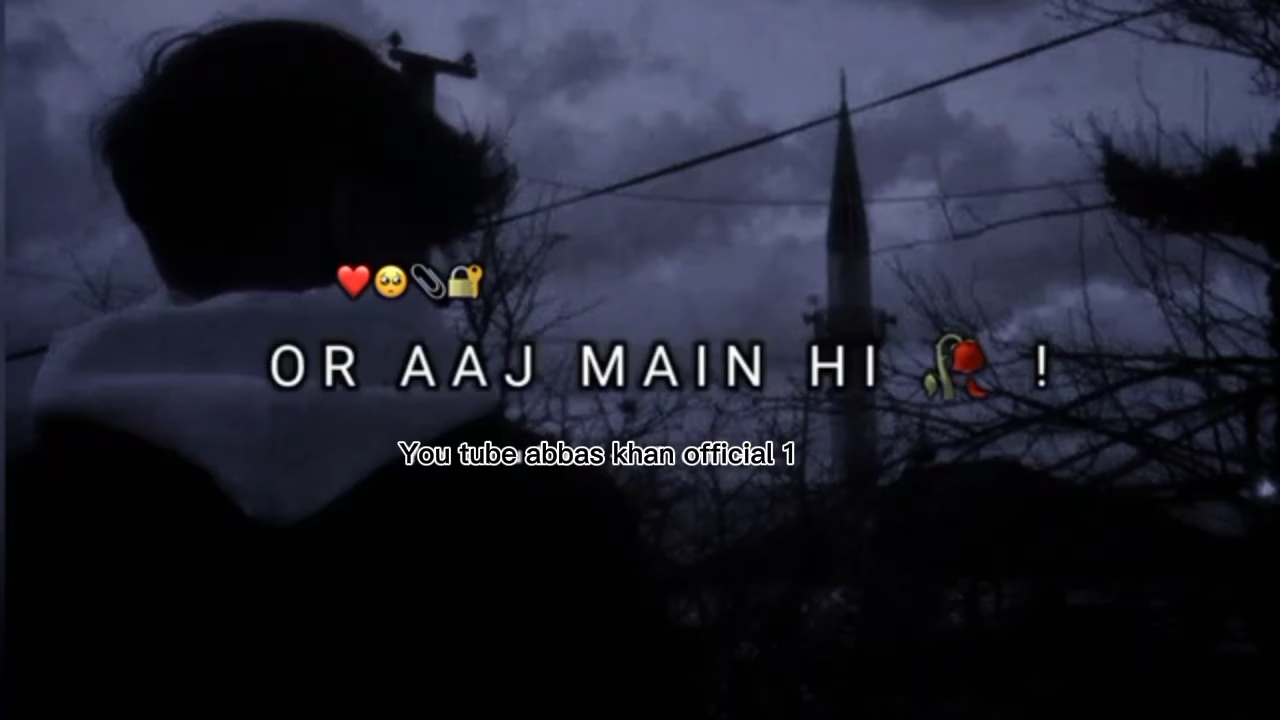 ❤️🥺📎🔐
OR AAJ MAIN HI 🥀 !
You tube abbas khan official 1